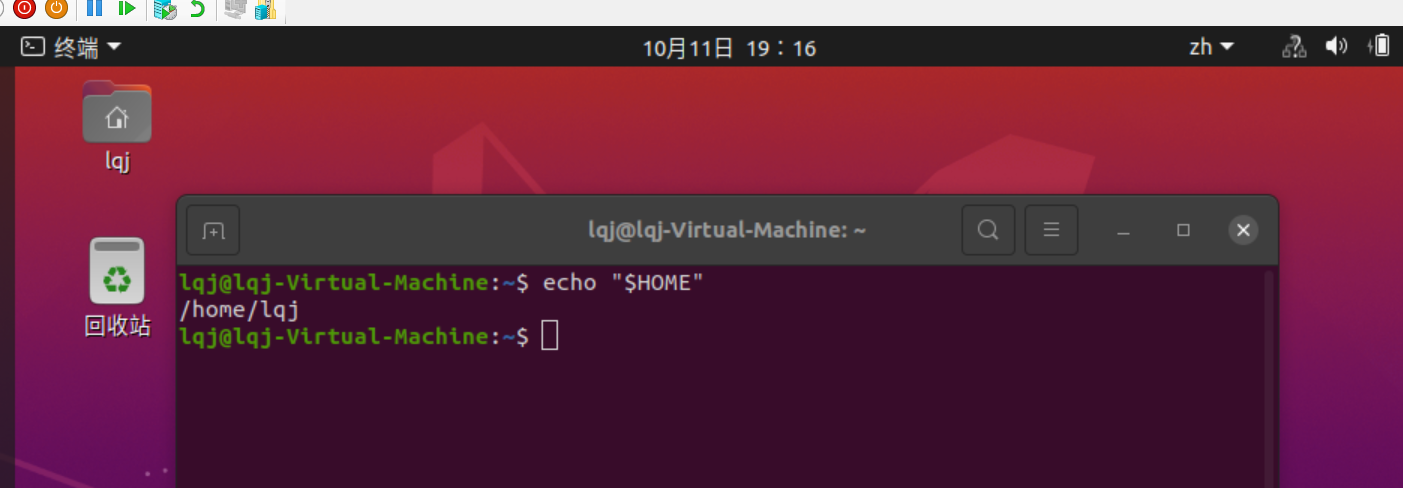 终端
10月11日 19：16
zh
lqj
回收站
lqj@lqj-Virtual-Machine: ~
lqj@lqj-Virtual-Machine:~$ echo "$HOME"
/home/lqj
lqj@lqj-Virtual-Machine:~$